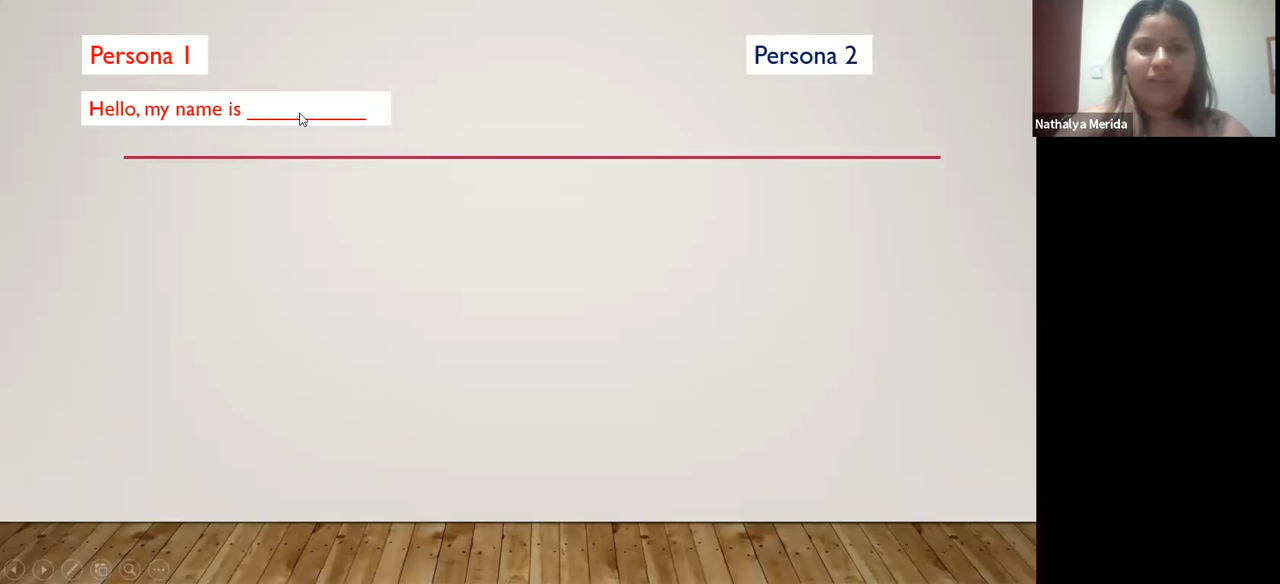 Persona 1
Persona 2
Hello, my name is ___________
Nathalya Merida